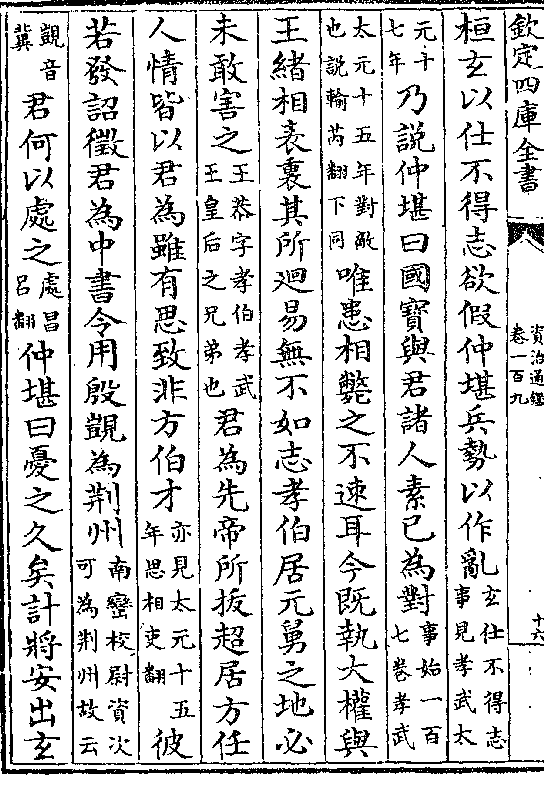 欽定四庫全書
資治通鑑
卷一百九
十六
桓玄以仕不得志欲假仲堪兵勢以作亂玄仕不得志事見孝武太
元十七年乃說仲堪曰國寶與君諸人素已為對事始一百七卷孝武
太元十五年對敵也說輸芮翻下同唯患相斃之不速耳今既執大權與
王緒相表裏其所迴易無不如志孝伯居元舅之地必
未敢害之王恭字孝伯孝武王皇后之兄弟也君為先帝所拔超居方任
人情皆以君為雖有思致非方伯才亦見太元十五年思相吏翻彼
若發詔徵君為中書令用殷覬為荆州南蠻校尉資次可為荆州故云
觀音冀君何以處之處昌呂翻仲堪曰憂之久矣計將安出玄